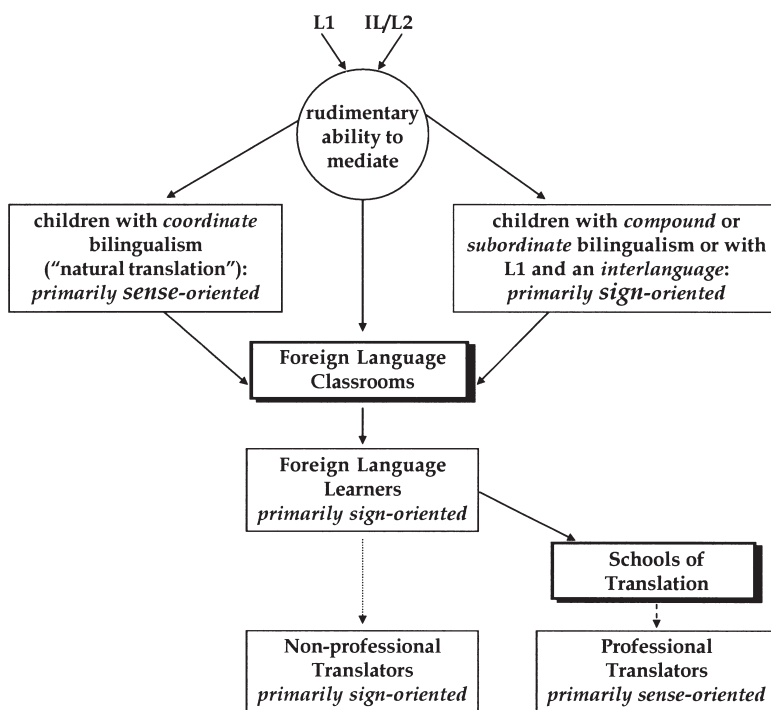 L1 IL/L2
rudimentary
ability to
mediate
children with coordinate
bilingualism
(“natural translation”):
primarily sense-oriented
children with compound or
subordinate bilingualism or with
L1 and an interlanguage:
primarily sign-oriented
Foreign Language
Classrooms
Foreign Language
Learners
primarily sign-oriented
Schools of
Translation
Non-professional
Translators
primarily sign-oriented
Professional
Translators
primarily sense-oriented